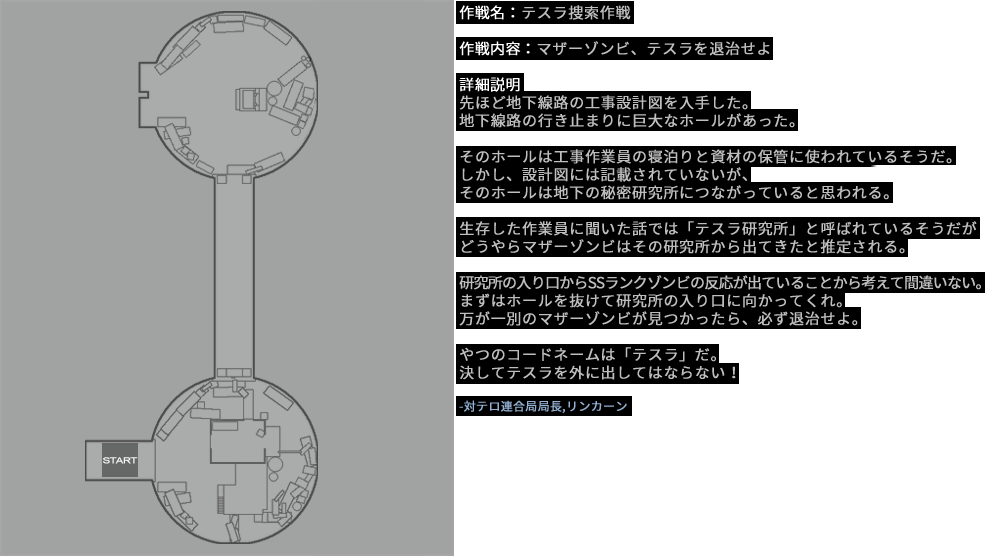 作戦名：テスラ捜索作戦
作戦内容：マザーゾンビ、テスラを退治せよ
詳細説明
先ほど地下線路の工事設計図を入手した。
地下線路の行き止まりに巨大なホールがあった。
そのホールは工事作業員の寝泊りと資材の保管に使われているそうだ。
しかし、設計図には記載されていないが、
そのホールは地下の秘密研究所につながっていると思われる。
生存した作業員に聞いた話では「テスラ研究所」と呼ばれているそうだが
どうやらマザーゾンビはその研究所から出てきたと推定される。
研究所の入り口からSSランクゾンビの反応が出ていることから考えて間違いない。
まずはホールを抜けて研究所の入り口に向かってくれ。
万が一別のマザーゾンビが見つかったら、必ず退治せよ。
やつのコードネームは「テスラ」だ。
決してテスラを外に出してはならない！
-対テロ連合局局長,リンカーン
START